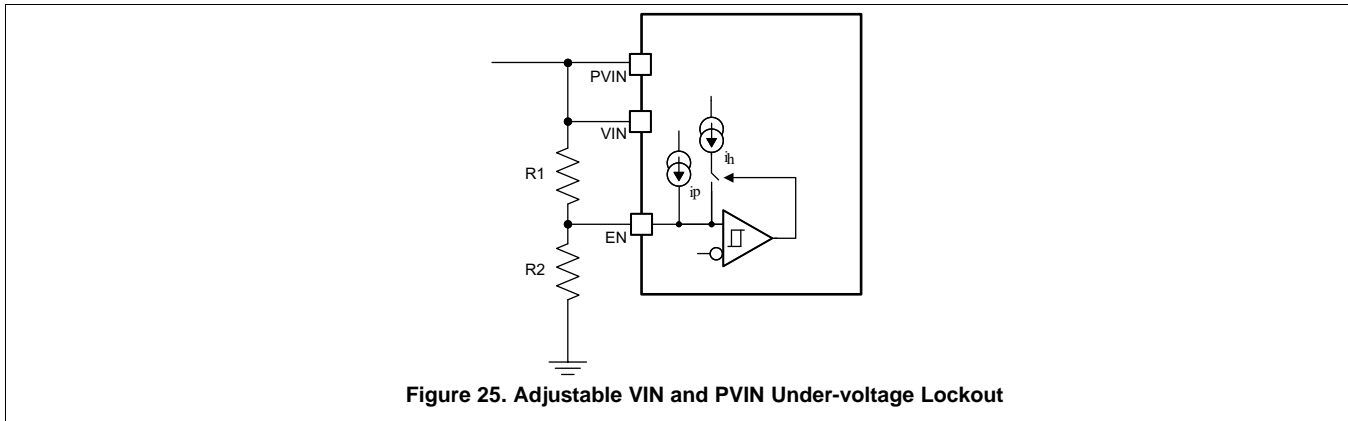 PVIN
VIN
ih
R1
ip
EN
R2
Figure 25. Adjustable VIN and PVIN Under-voltage Lockout